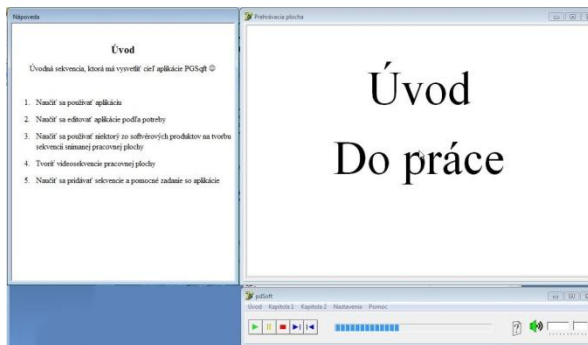 Nápoveda
Úvod
Úvodná sekvencia, ktorá má vysvetliť cieľ aplikácie PGSqft ☺
1. Naučiť sa používať aplikáciu
2. Naučiť sa editovať aplikácie podľa potreby
3. Naučiť sa používať niektorý zo softvérových produktov na tvorbu
sekvencií snímanej pracovnej plochy
4. Tvoriť videosekvencie pracovnej plochy
5. Naučiť sa pridávať sekvencie a pomocné zadanie so aplikácie
Prehrávacia plocha
Úvod
Do práce
pdSoft
Úvod Kapitola 1 Kapitola 2 Nastavenia Pomoc